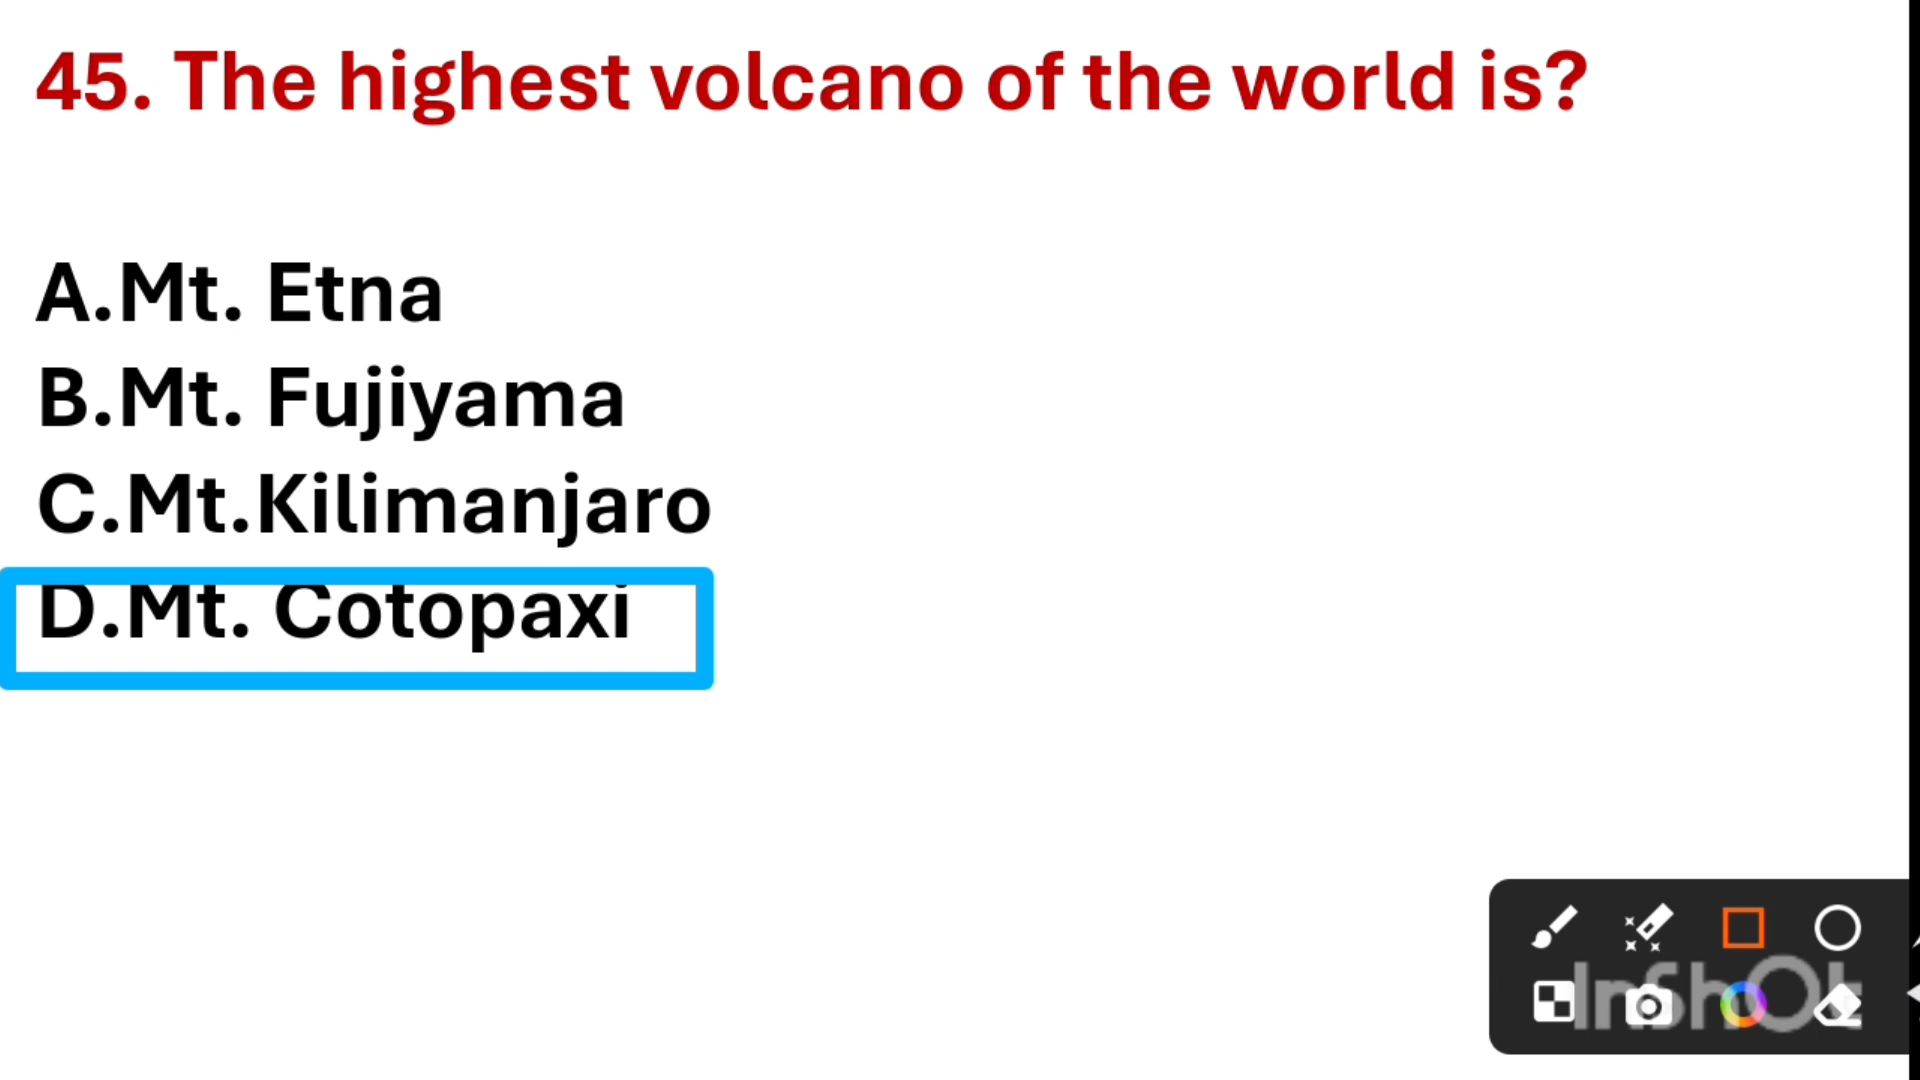 45. The highest volcano of the world is?
A.Mt. Etna
B.Mt. Fujiyama
C.Mt.Kilimanjaro
D.Mt. Cotopaxi
InShOt